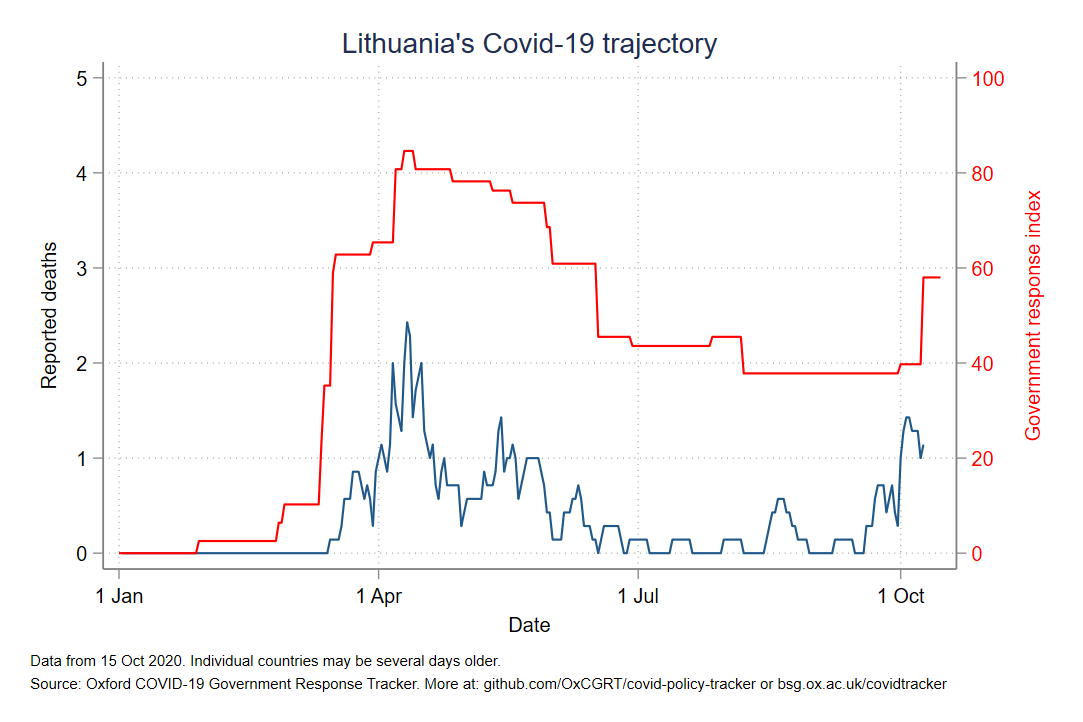 Lithuania's Covid-19 trajectory
5
4
3
2
1
0
Reported deaths
100
80
60
40
20
0
Government response index
1 Jan
1 Apr
1 Jul
1 Oct
Date
Data from 15 Oct 2020. Individual countries may be several days older.
Source: Oxford COVID-19 Government Response Tracker. More at: github.com/OxCGRT/covid-policy-tracker or bsg.ox.ac.uk/covidtracker